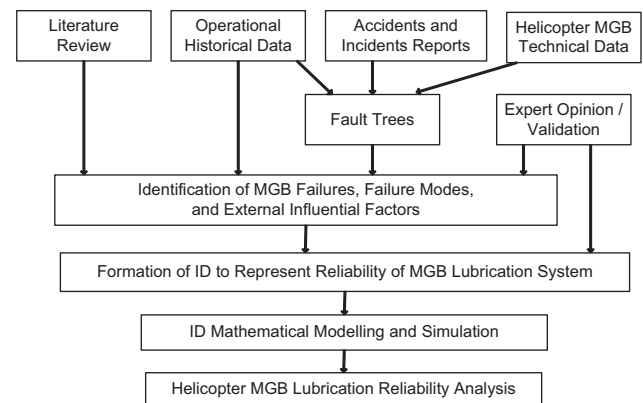 Literature
Review
Operational
Historical Data
Accidents and
Incidents Reports
Helicopter MGB
Technical Data
Fault Trees
Expert Opinion /
Validation
Identification of MGB Failures, Failure Modes,
and External Influential Factors
Formation of ID to Represent Reliability of MGB Lubrication System
ID Mathematical Modelling and Simulation
Helicopter MGB Lubrication Reliability Analysis